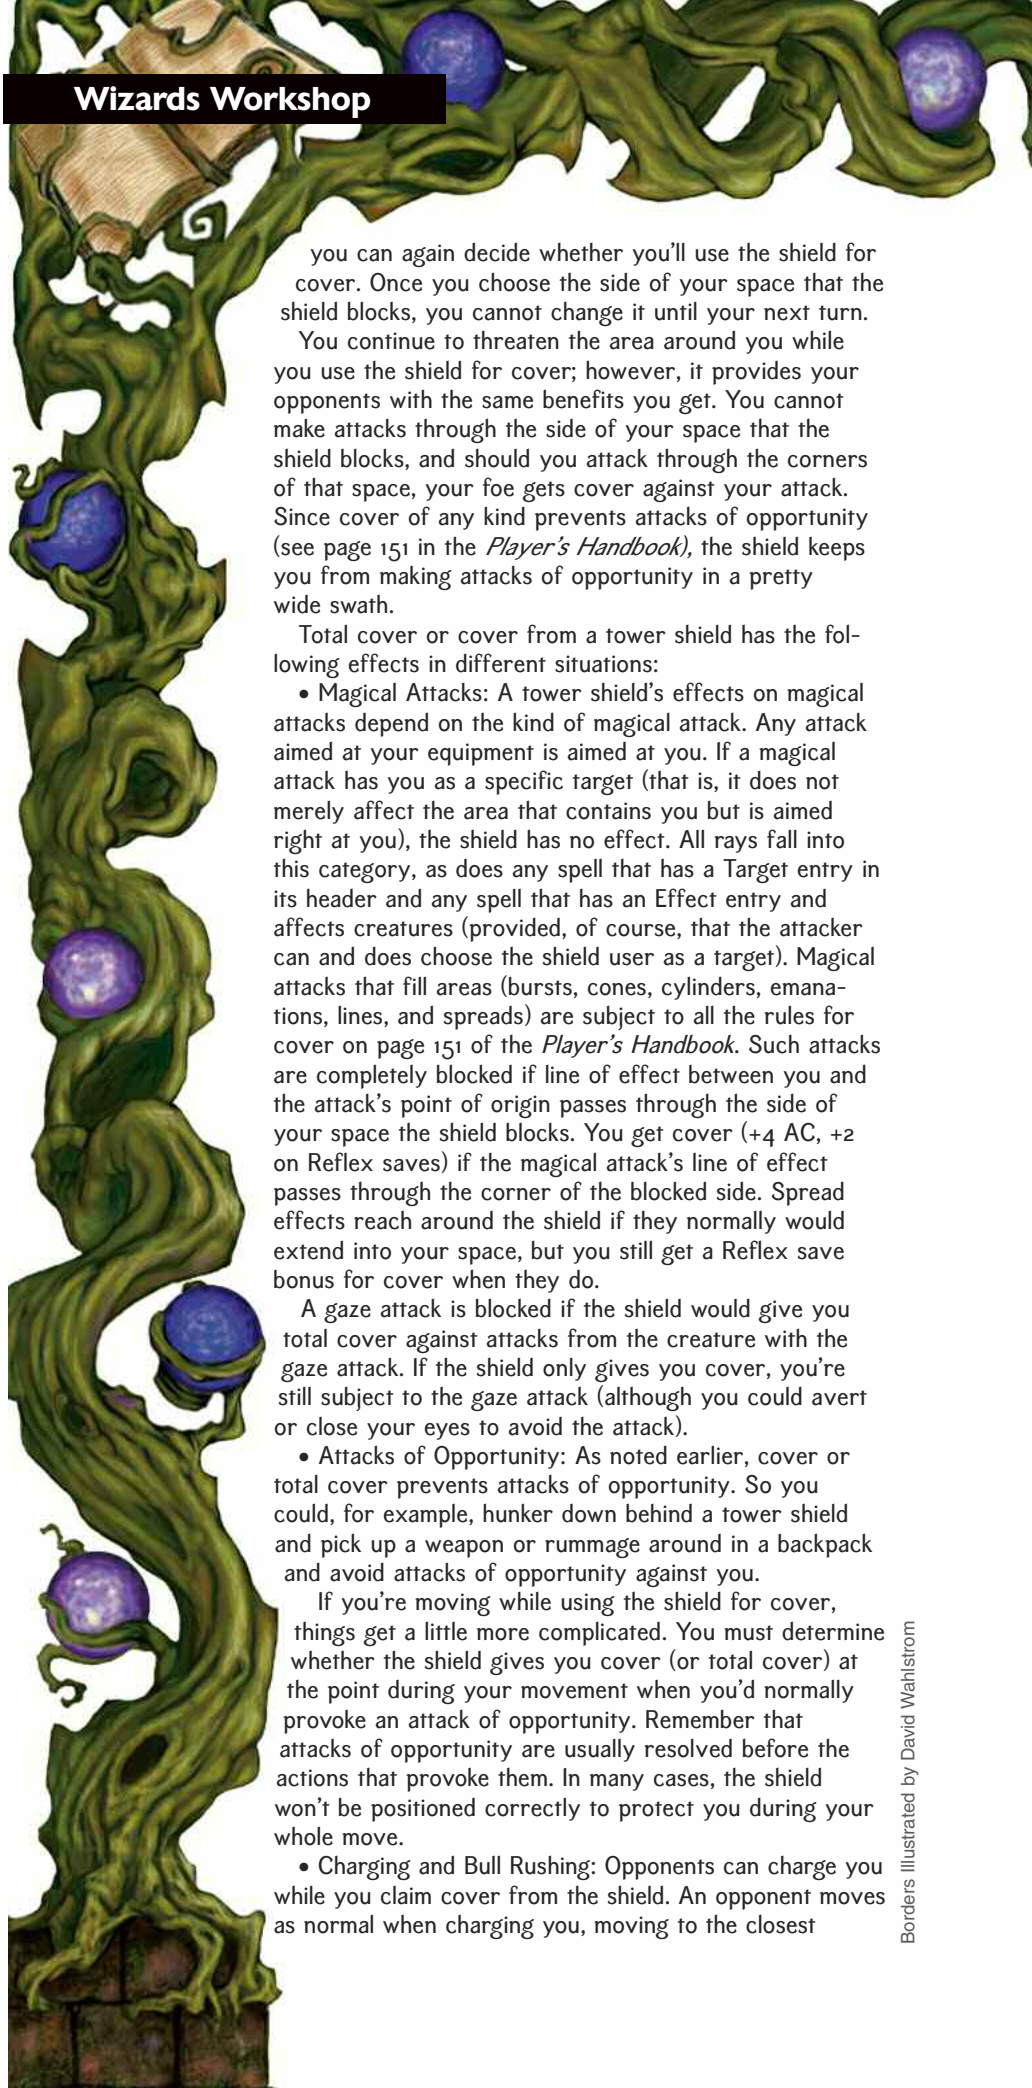 Wizards Workshop
you can again decide whether you'll use the shield for
cover. Once you choose the side of your space that the
shield blocks, you cannot change it until your next turn.
You continue to threaten the area around you while
you use the shield for cover; however, it provides your
opponents with the same benefits you get. You cannot
make attacks through the side of your space that the
shield blocks, and should you attack through the corners
of that space, your foe gets cover against your attack.
Since cover of any kind prevents attacks of opportunity
(see page 151 in the Player's Handbook), the shield keeps
you from making attacks of opportunity in a pretty
wide swath.
Total cover or cover from a tower shield has the fol-
lowing effects in different situations:
• Magical Attacks: A tower shield's effects on magical
attacks depend on the kind of magical attack. Any attack
aimed at your equipment is aimed at you. If a magical
attack has you as a specific target (that is, it does not
merely affect the area that contains you but is aimed
right at you), the shield has no effect. All rays fall into
this category, as does any spell that has a Target entry in
its header and any spell that has an Effect entry and
affects creatures (provided, of course, that the attacker
can and does choose the shield user as a target). Magical
attacks that fill areas (bursts, cones, cylinders, emana-
tions, lines, and spreads) are subject to all the rules for
cover on page 151 of the Player's Handbook. Such attacks
are completely blocked if line of effect between you and
the attack's point of origin passes through the side of
your space the shield blocks. You get cover (+4 AC, +2
on Reflex saves) if the magical attack's line of effect
passes through the corner of the blocked side. Spread
effects reach around the shield if they normally would
extend into your space, but you still get a Reflex save
bonus for cover when they do.
A gaze attack is blocked if the shield would give you
total cover against attacks from the creature with the
gaze attack. If the shield only gives you cover, you're
still subject to the gaze attack (although you could avert
or close your eyes to avoid the attack).
• Attacks of Opportunity: As noted earlier, cover or
total cover prevents attacks of opportunity. So you
could, for example, hunker down behind a tower shield
and pick up a weapon or rummage around in a backpack
and avoid attacks of opportunity against you.
If you're moving while using the shield for cover,
things get a little more complicated. You must determine
whether the shield gives you cover (or total cover) at
the point during your movement when you'd normally
provoke an attack of opportunity. Remember that
attacks of opportunity are usually resolved before the
actions that provoke them. In many cases, the shield
won't be positioned correctly to protect you during your
whole move.
• Charging and Bull Rushing: Opponents can charge you
while you claim cover from the shield. An opponent moves
as normal when charging you, moving to the closest
Borders Illustrated by David Wahlstrom